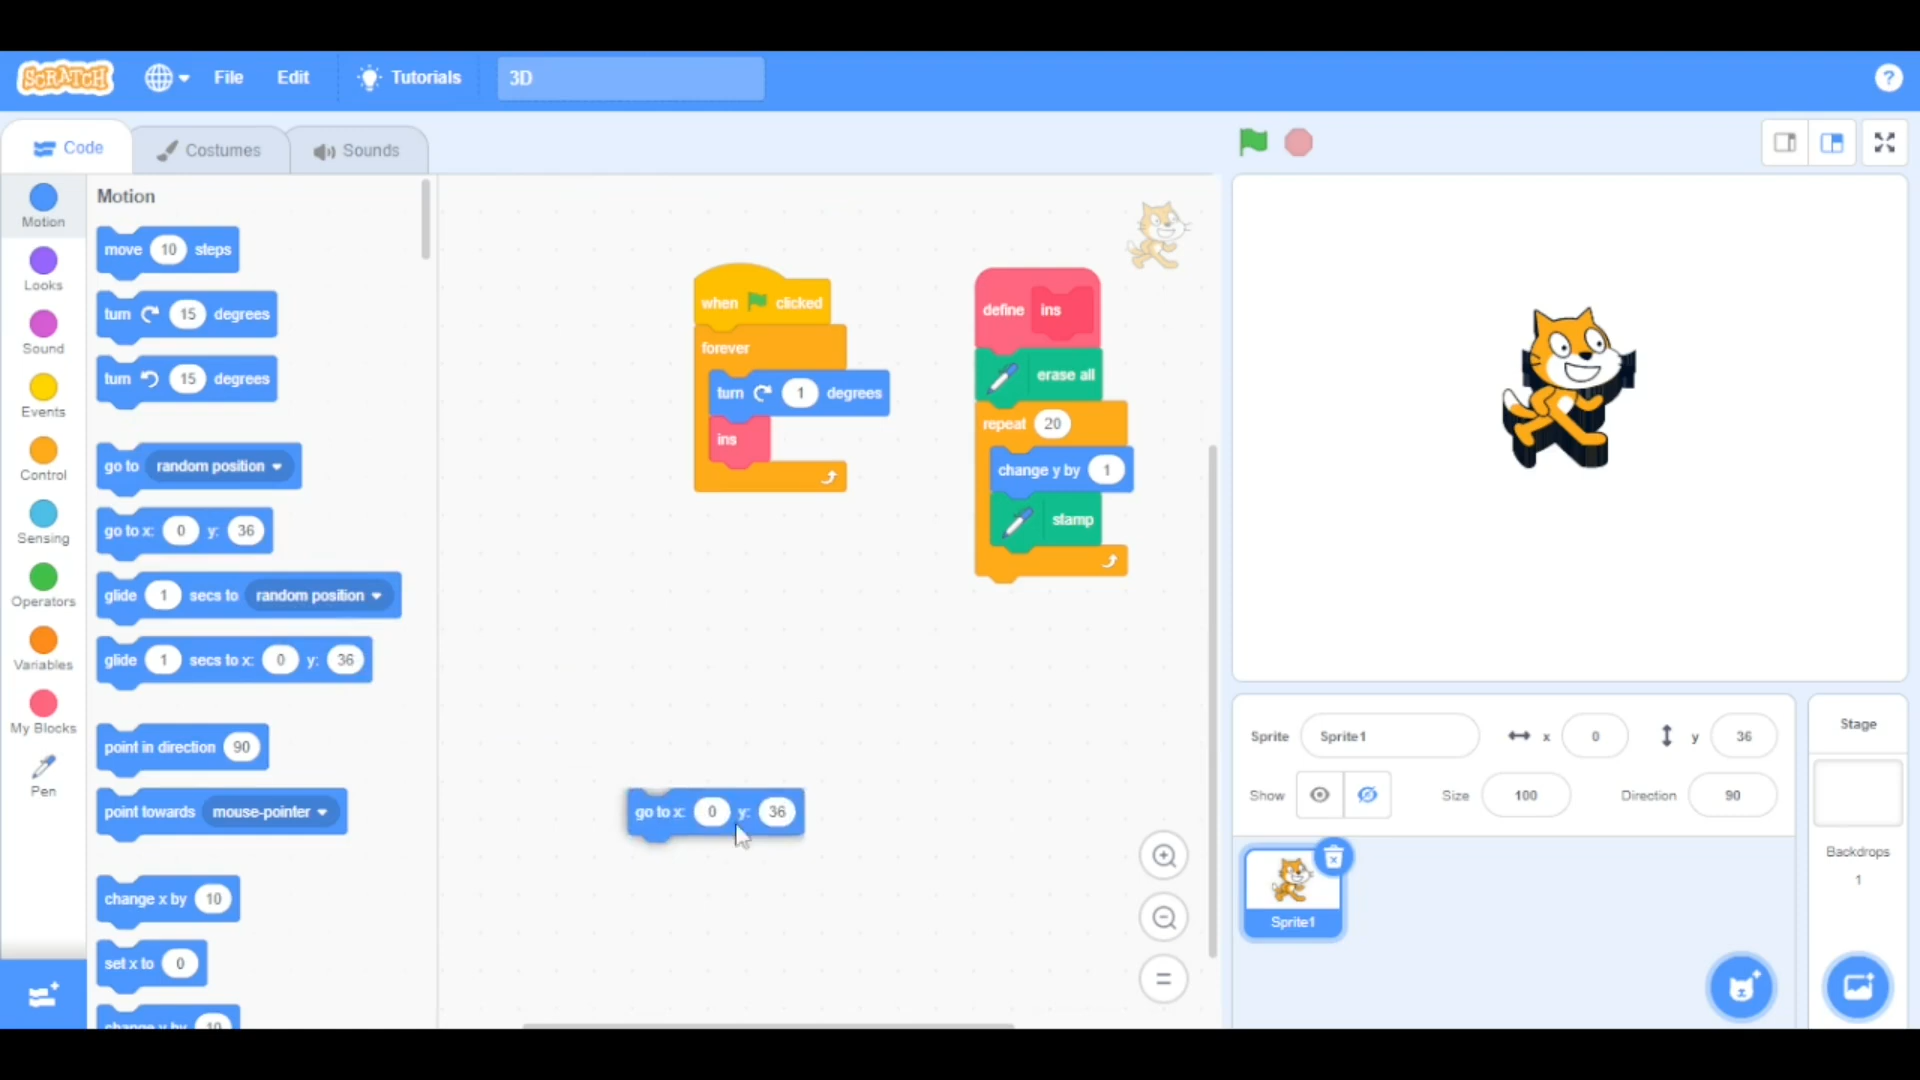 SCRATCH File Edit Tutorials 3D ?
Code Costumes Sounds
Motion
Looks
Sound
Events
Control
Sensing
Operators
Variables
My Blocks
Pen
Motion
move 10 steps
turn 15 degrees
turn 15 degrees
go to random position
go to x: 0 y: 36
glide 1 secs to random position
glide 1 secs to x: 0 y: 36
point in direction 90
point towards mouse-pointer
change x by 10
set x to 0
change y by 10
when clicked
forever
turn 1 degrees
ins
define ins
erase all
repeat 20
change y by 1
stamp
go to x: 0 y: 36
Sprite Sprite1 x 0 y 36
Show Size 100 Direction 90
Sprite1
Stage
Backdrops
1